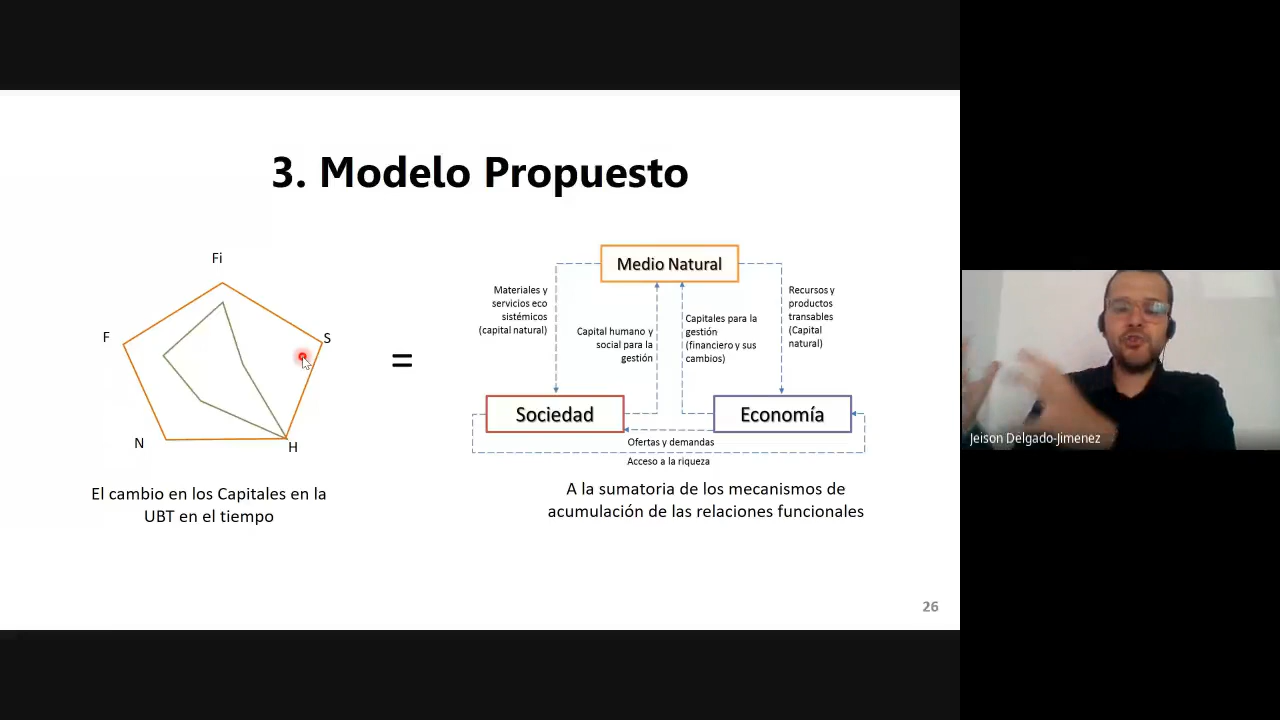 3. Modelo Propuesto
Fi
F
S
N
H
El cambio en los Capitales en la
UBT en el tiempo
=
Medio Natural
Materiales y
servicios eco
sistémicos
(capital natural)
Capital humano y
social para la
gestión
Capitales para la
gestión
(financiero y sus
cambios)
Recursos y
productos
transables
(Capital
natural)
Sociedad
Economía
Ofertas y demandas
Acceso a la riqueza
A la sumatoria de los mecanismos de
acumulación de las relaciones funcionales
26
Jeison Delgado-Jimenez